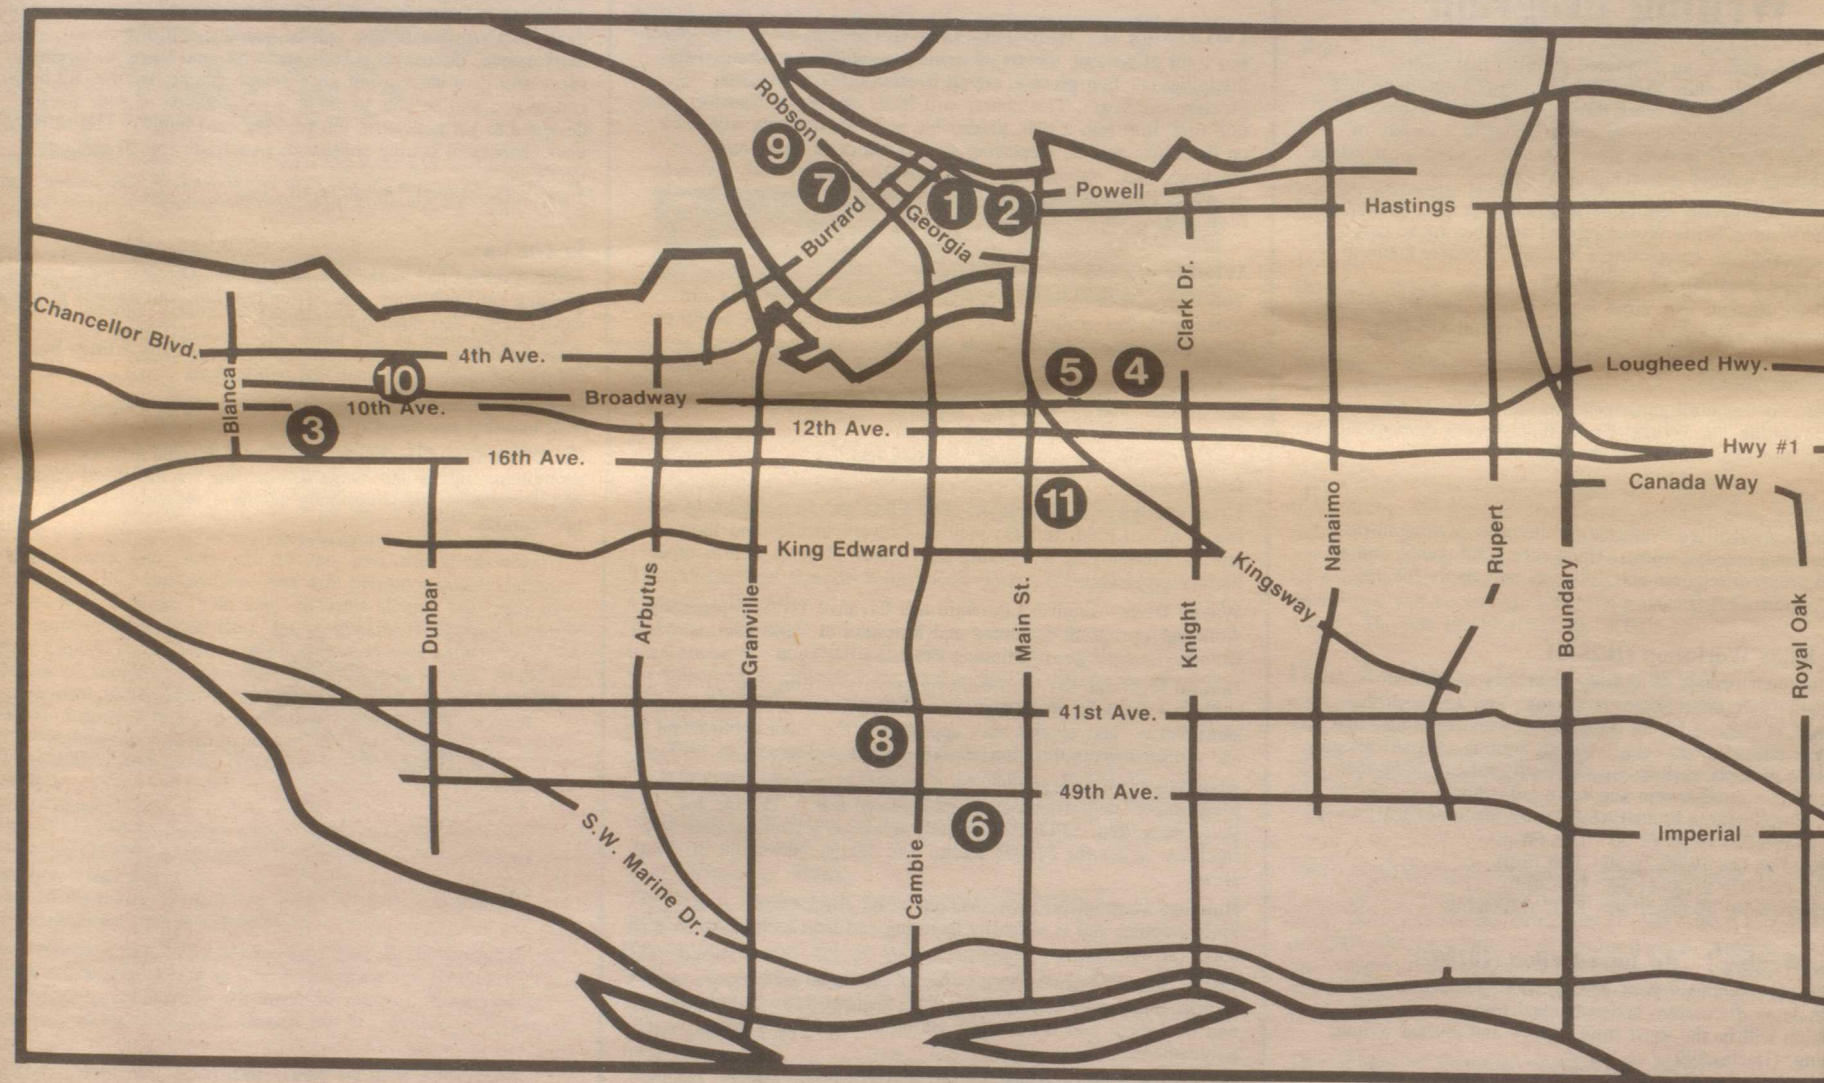 Robson
9
7
1
2
Powell
Hastings
Burrard
Georgia
Clark Dr.
Chancellor Blvd.
4th Ave.
Lougheed Hwy.
10
5
4
Blanca
Broadway
10th Ave.
3
12th Ave.
Hwy #1
16th Ave.
Canada Way
11
Nanaimo
Rupert
King Edward
Kingsway
Dunbar
Arbutus
Granville
Main St.
Knight
Boundary
Royal Oak
41st Ave.
8
49th Ave.
6
Imperial
S.W. Marine Dr.
Cambie